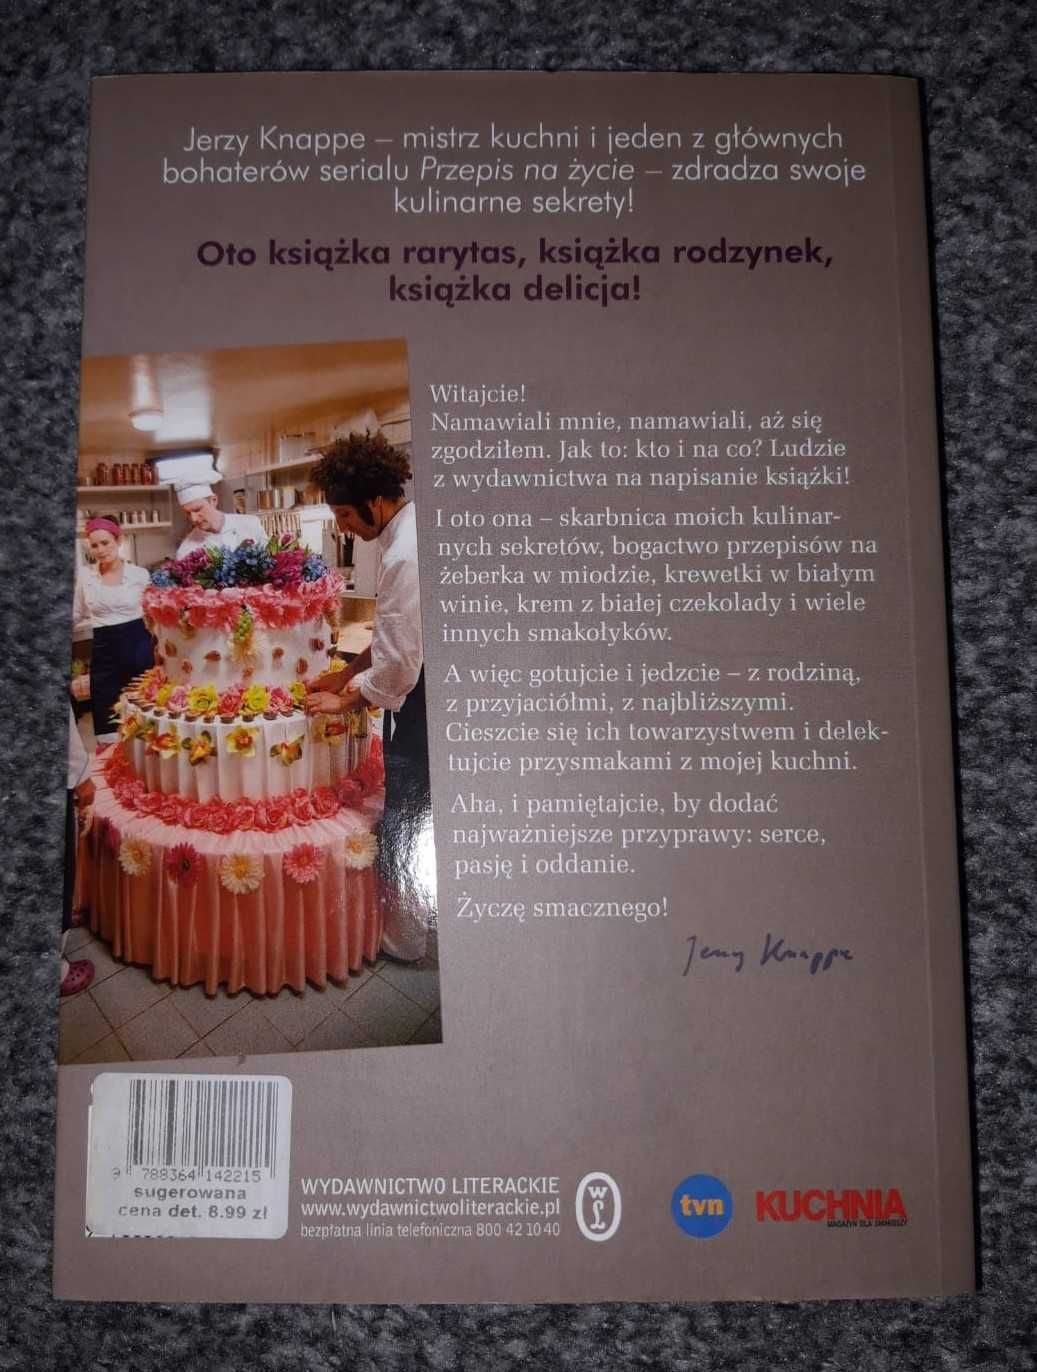 Jerzy Knappe – mistrz kuchni i jeden z głównych
bohaterów serialu Przepis na życie – zdradza swoje
kulinarne sekrety!
Oto książka rarytas, książka rodzynek,
książka delicja!
Witajcie!
Namawiali mnie, namawiali, aż się
zgodziłem. Jak to: kto i na co? Ludzie
z wydawnictwa na napisanie książki!
I oto ona – skarbnica moich kulinar-
nych sekretów, bogactwo przepisów na
żeberka w miodzie, krewetki w białym
winie, krem z białej czekolady i wiele
innych smakołyków.
A więc gotujcie i jedzcie – z rodziną,
z przyjaciółmi, z najbliższymi.
Cieszcie się ich towarzystwem i delek-
tujcie przysmakami z mojej kuchni.
Aha, i pamiętajcie, by dodać
najważniejsze przyprawy: serce,
pasję i oddanie.
Życzę smacznego!
Jerzy Knappe
9 788364 142215
sugerowana
cena det. 8.99 zł
WYDAWNICTWO LITERACKIE
www.wydawnictwoliterackie.pl
bezpłatna linia telefoniczna 800 42 10 40
WL
tvn
KUCHNIA
MAGAZYN DLA SMAKOSZY